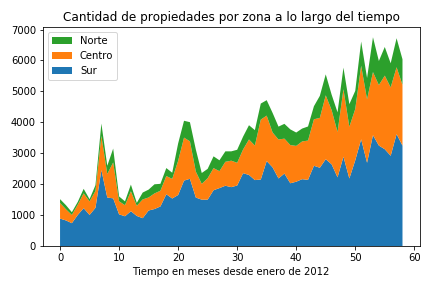 Cantidad de propiedades por zona a lo largo del tiempo
7000
6000
5000
4000
3000
2000
1000
0
Norte
Centro
Sur
0 10 20 30 40 50 60
Tiempo en meses desde enero de 2012